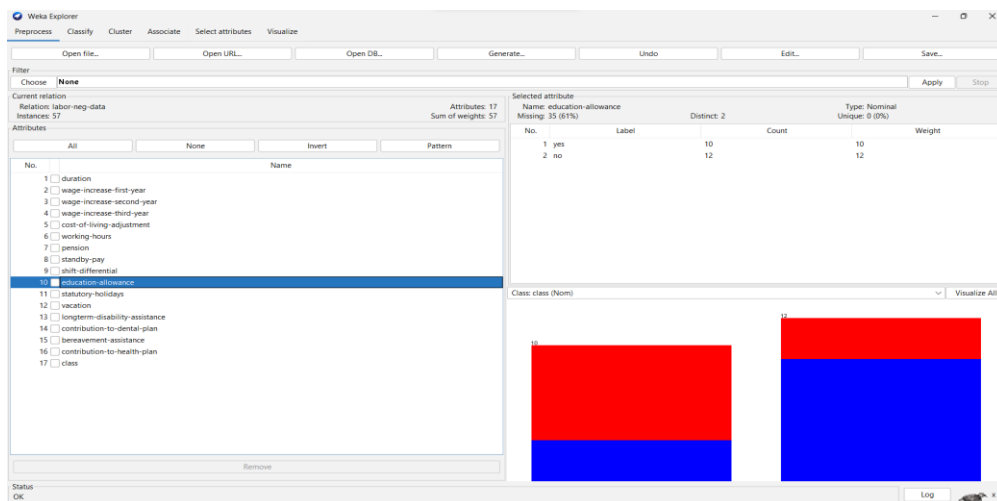 Weka Explorer
Preprocess Classify Cluster Associate Select attributes Visualize
Open file... Open URL... Open DB... Generate... Undo Edit... Save...
Filter
Choose None Apply Stop
Current relation
Relation: labor-neg-data Attributes: 17
Instances: 57 Sum of weights: 57
Attributes
All None Invert Pattern
No. Name
1 duration
2 wage-increase-first-year
3 wage-increase-second-year
4 wage-increase-third-year
5 cost-of-living-adjustment
6 working-hours
7 pension
8 standby-pay
9 shift-differential
10 education-allowance
11 statutory-holidays
12 vacation
13 longterm-disability-assistance
14 contribution-to-dental-plan
15 bereavement-assistance
16 contribution-to-health-plan
17 class
Remove
Selected attribute
Name: education-allowance Type: Nominal
Missing: 35 (61%) Distinct: 2 Unique: 0 (0%)
No. Label Count Weight
1 yes 10 10
2 no 12 12
Class: class (Nom) Visualize All
10 12
Status
OK Log x